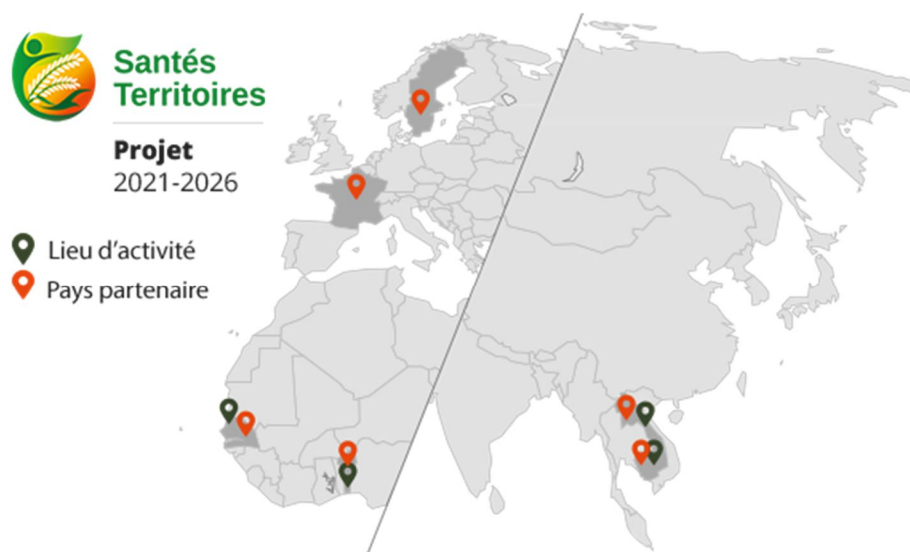 Santés
Territoires
Projet
2021-2026
Lieu d'activité
Pays partenaire